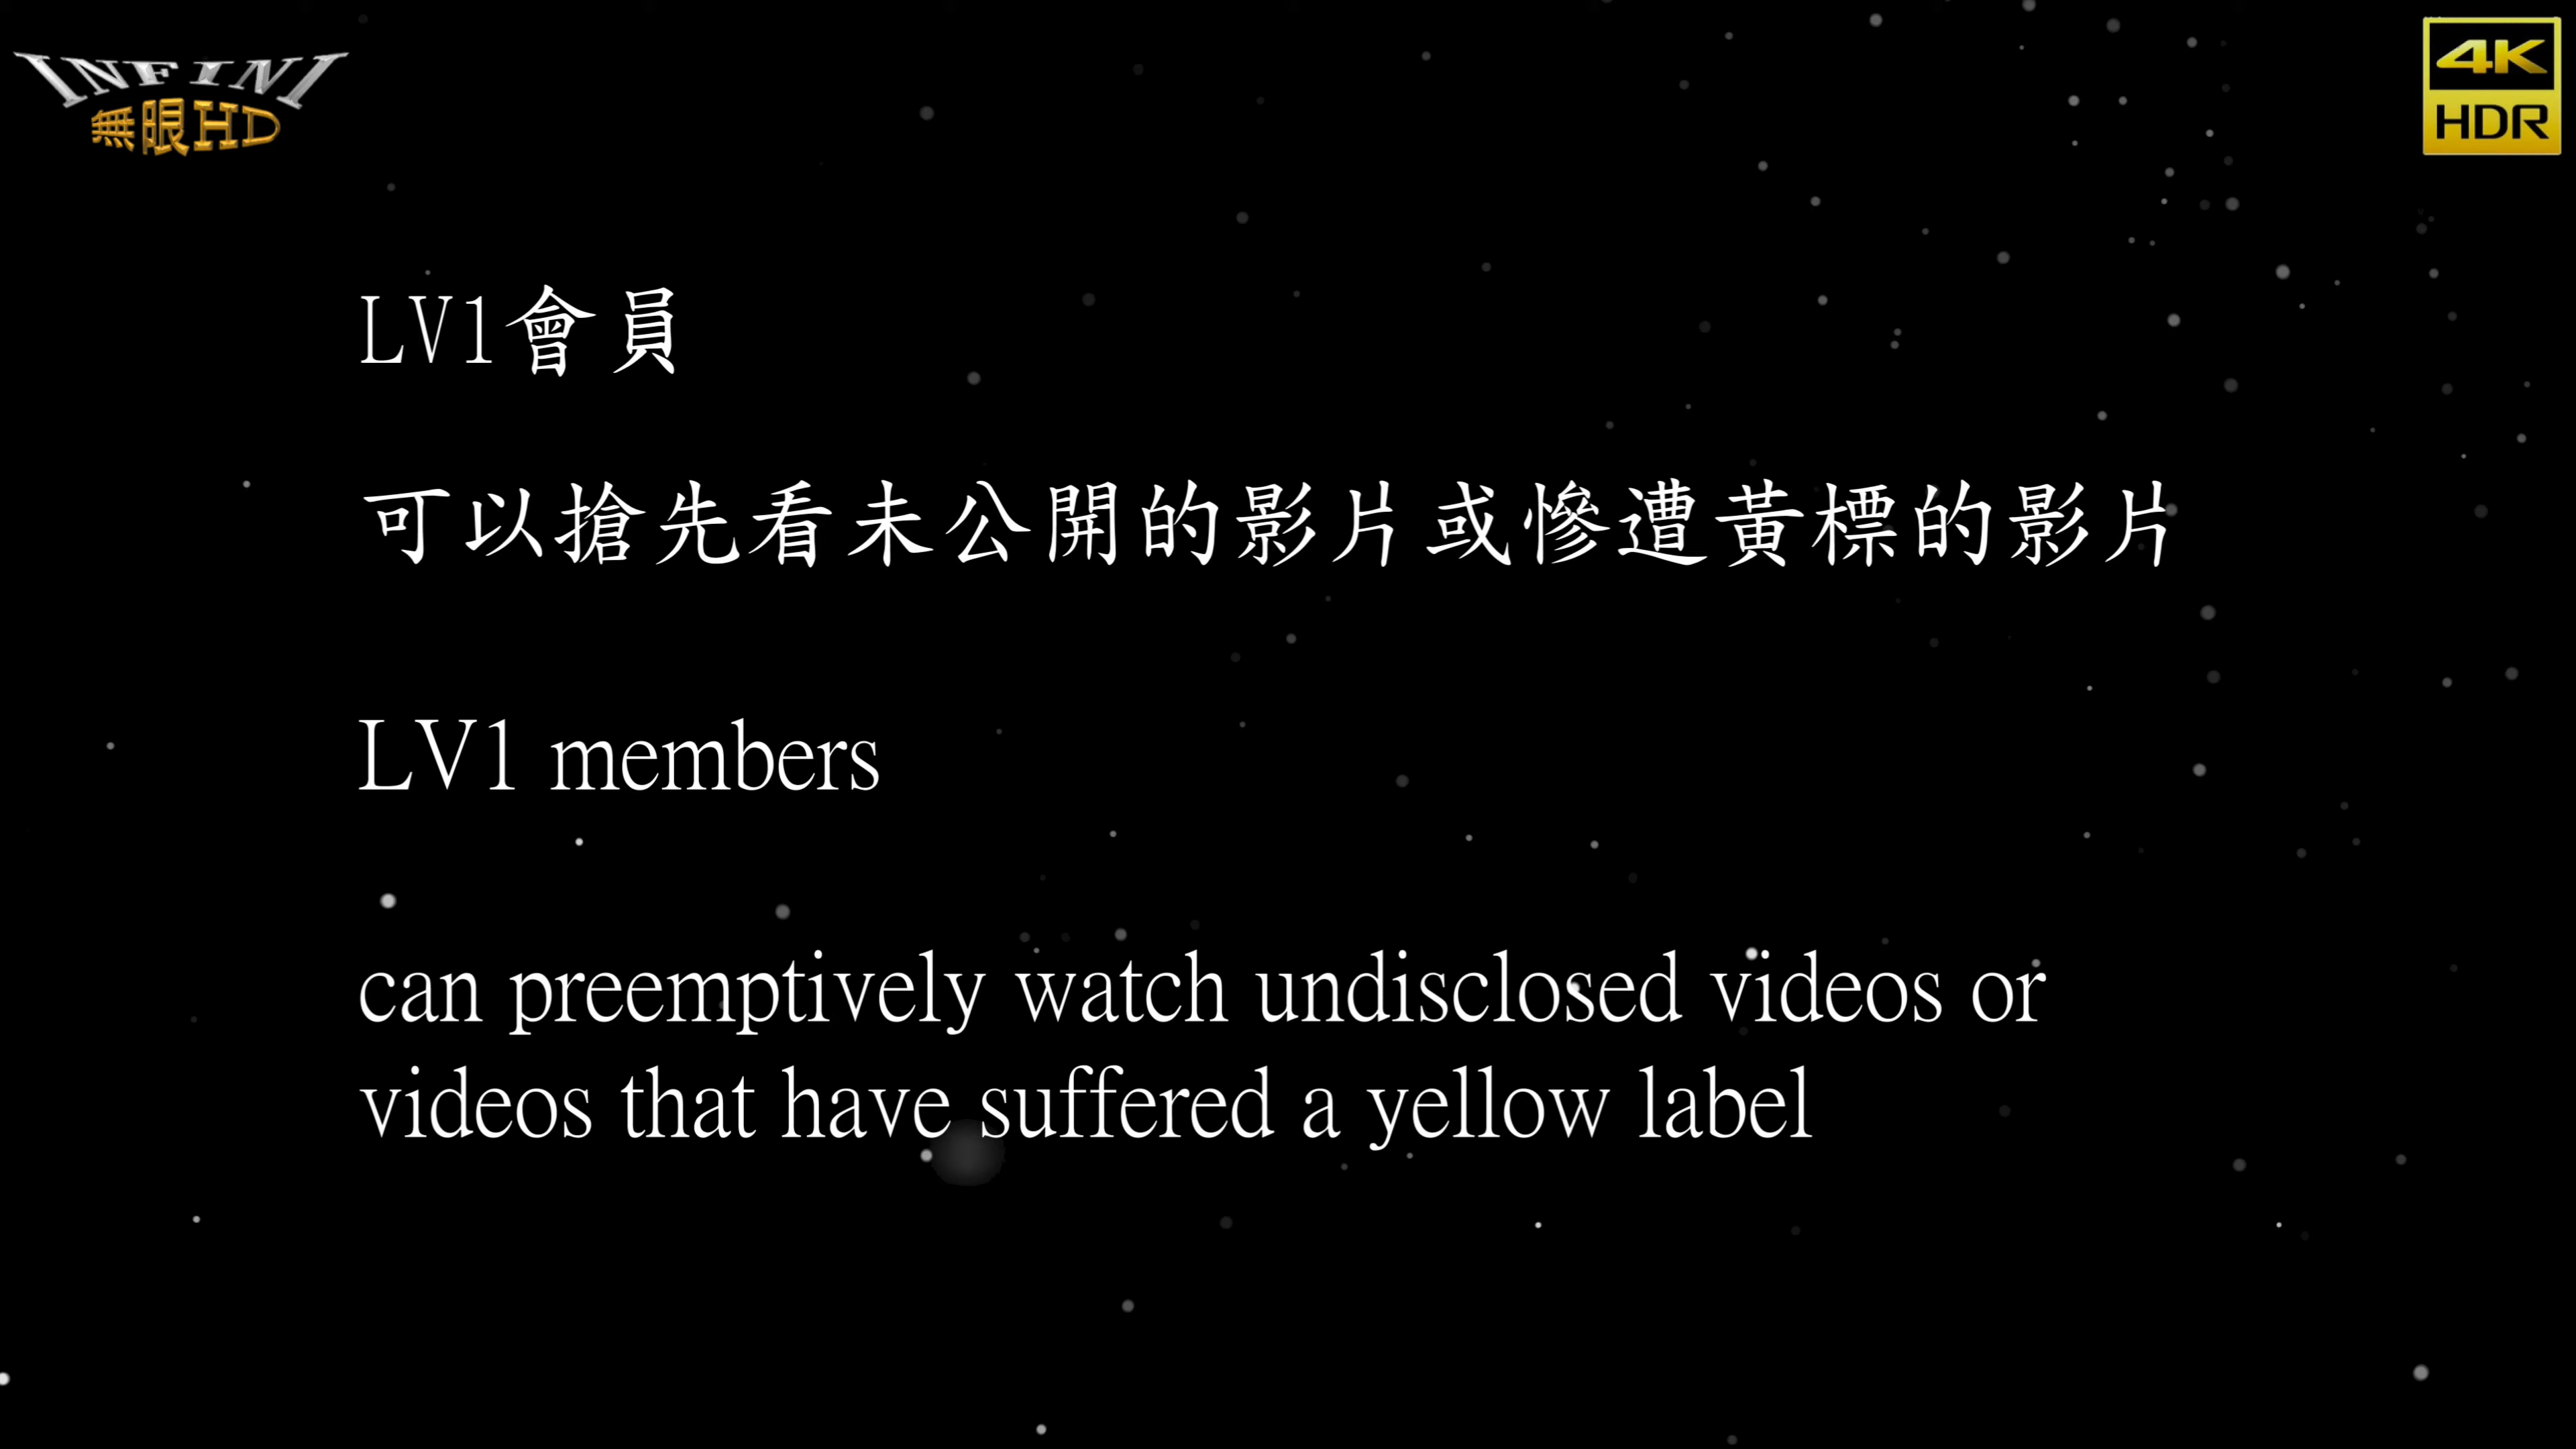 INFINI
無限HD
4K
HDR
LV1會員
可以搶先看未公開的影片或慘遭黃標的影片
LV1 members
can preemptively watch undisclosed videos or
videos that have suffered a yellow label